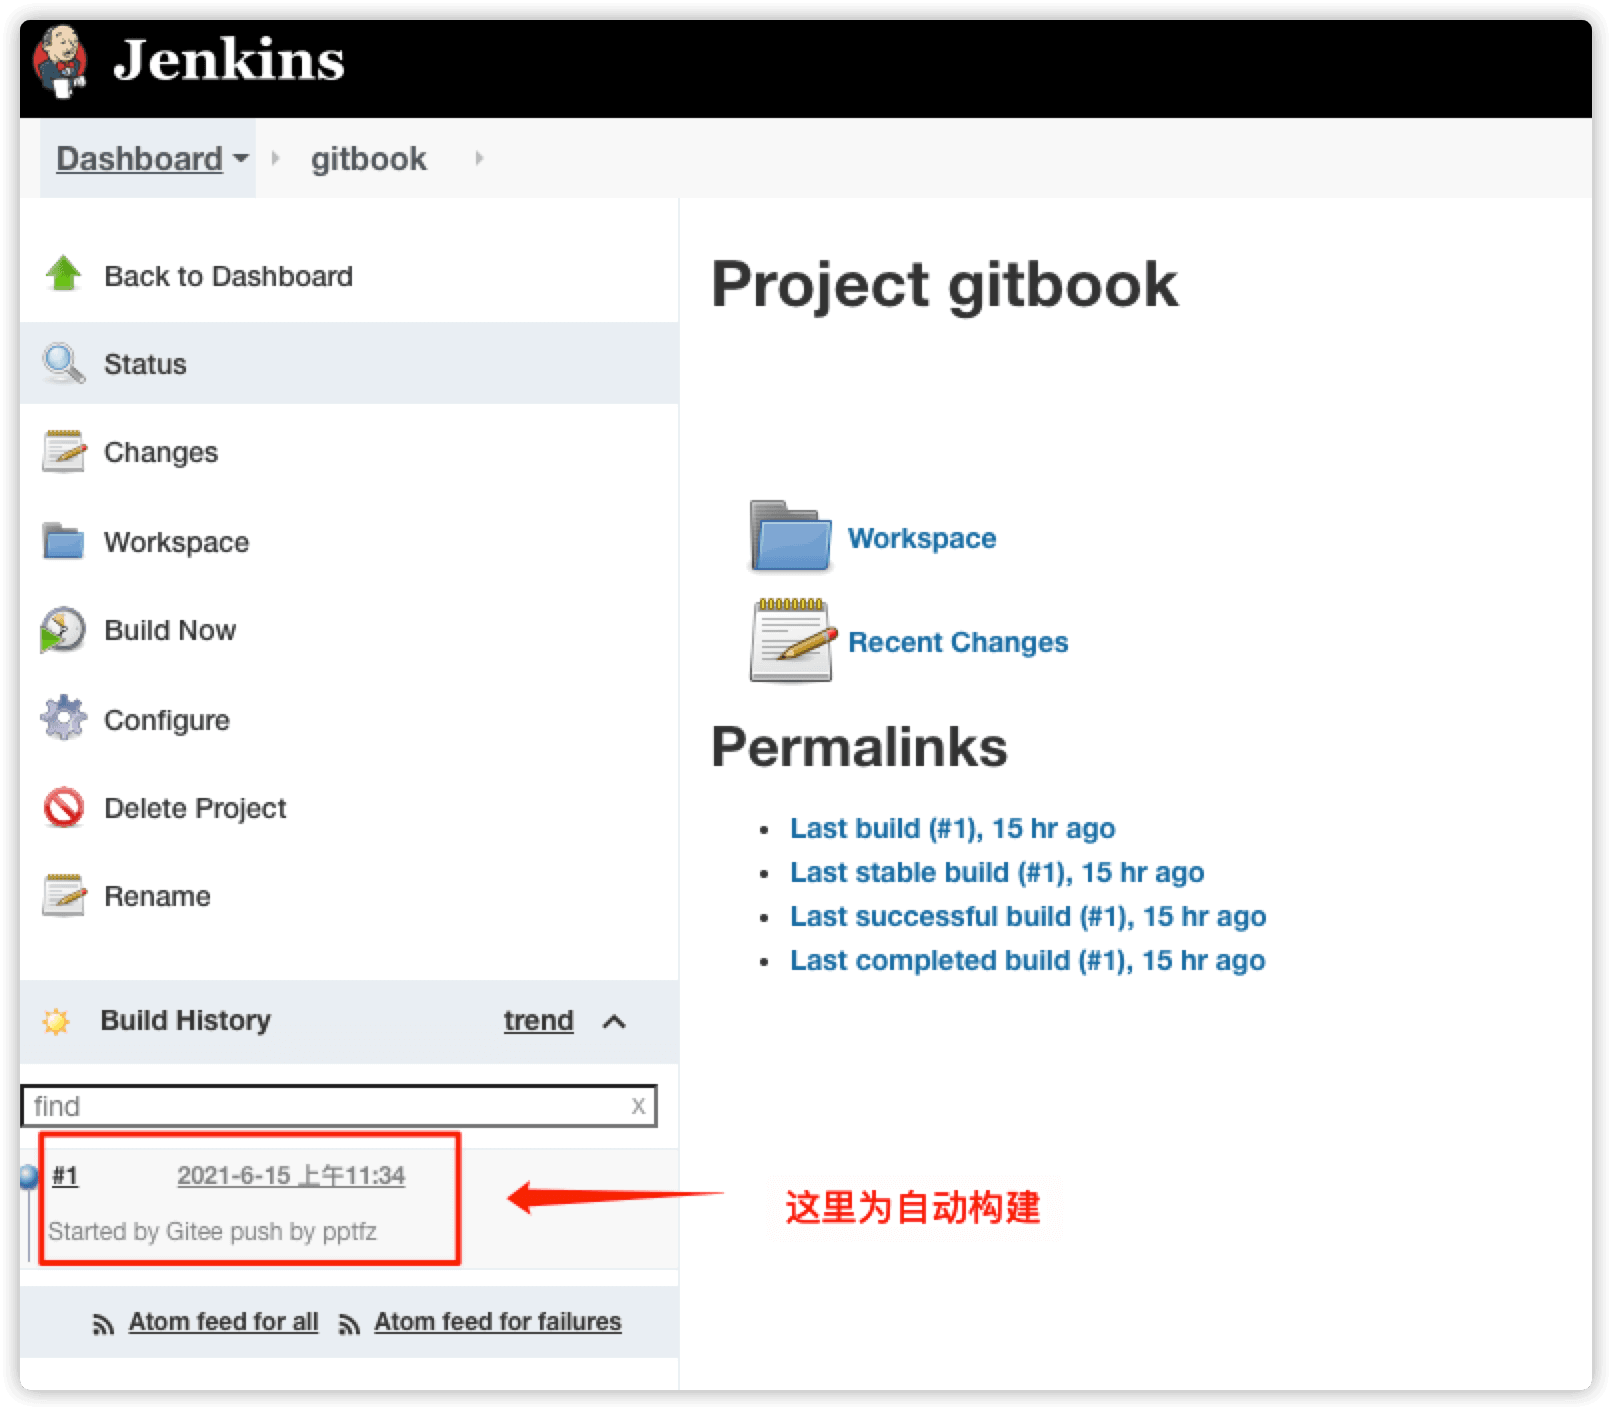 Jenkins
Dashboard
gitbook
Back to Dashboard
Status
Changes
Workspace
Build Now
Configure
Delete Project
Rename
Build History
trend
find
x
#1
2021-6-15 上午11:34
Started by Gitee push by pptfz
Atom feed for all
Atom feed for failures
Project gitbook
Workspace
Recent Changes
Permalinks
Last build (#1), 15 hr ago
Last stable build (#1), 15 hr ago
Last successful build (#1), 15 hr ago
Last completed build (#1), 15 hr ago
这里为自动构建